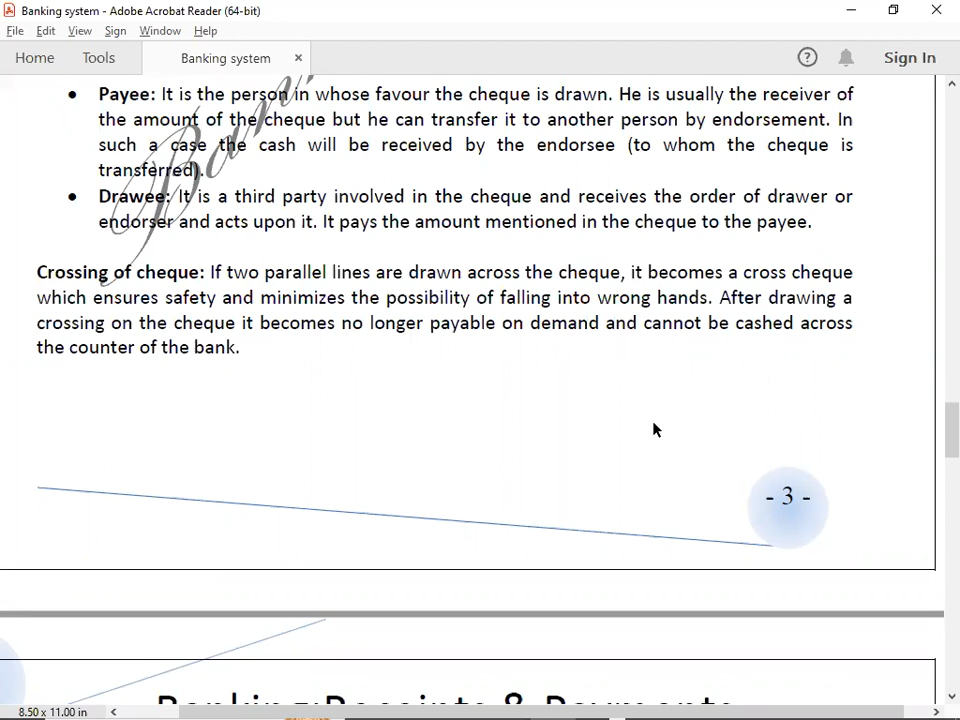 Banking system - Adobe Acrobat Reader (64-bit)
File Edit View Sign Window Help
Home Tools Banking system × ? Sign In
• Payee: It is the person in whose favour the cheque is drawn. He is usually the receiver of
the amount of the cheque but he can transfer it to another person by endorsement. In
such a case the cash will be received by the endorsee (to whom the cheque is
transferred).
• Drawee: It is a third party involved in the cheque and receives the order of drawer or
endorser and acts upon it. It pays the amount mentioned in the cheque to the payee.
Crossing of cheque: If two parallel lines are drawn across the cheque, it becomes a cross cheque
which ensures safety and minimizes the possibility of falling into wrong hands. After drawing a
crossing on the cheque it becomes no longer payable on demand and cannot be cashed across
the counter of the bank.
- 3 -
Banking Receipts & Payments
8.50 x 11.00 in